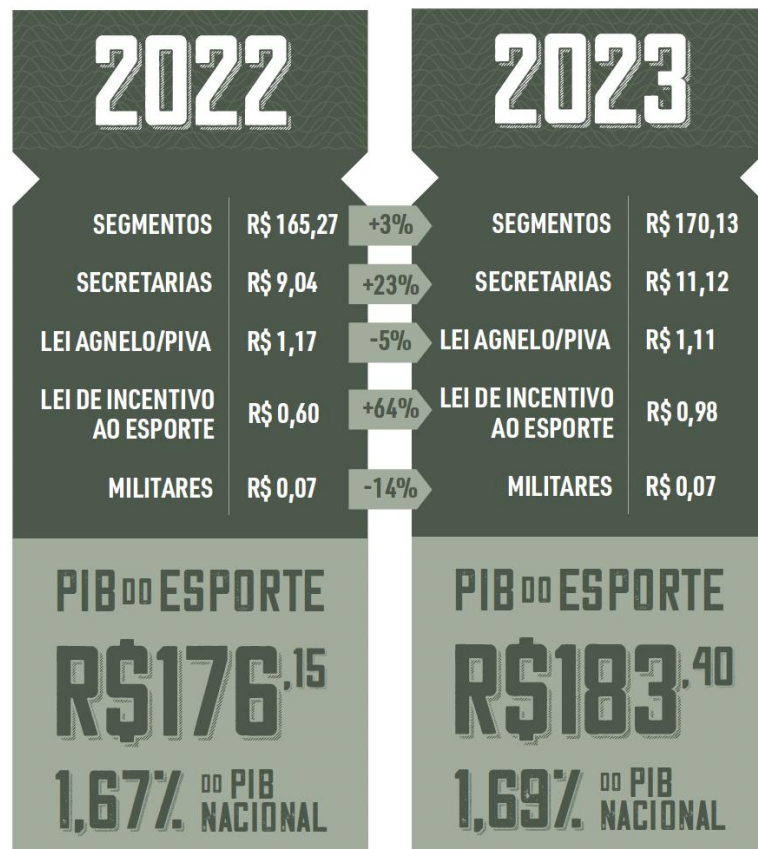 2022
SEGMENTOS R$ 165,27
SECRETARIAS R$ 9,04
LEI AGNELO/PIVA R$ 1,17
LEI DE INCENTIVO
AO ESPORTE R$ 0,60
MILITARES R$ 0,07
PIB DO ESPORTE
R$176,15
1,67% DO PIB
NACIONAL
+3%
+23%
-5%
+64%
-14%
2023
SEGMENTOS R$ 170,13
SECRETARIAS R$ 11,12
LEI AGNELO/PIVA R$ 1,11
LEI DE INCENTIVO
AO ESPORTE R$ 0,98
MILITARES R$ 0,07
PIB DO ESPORTE
R$183,40
1,69% DO PIB
NACIONAL